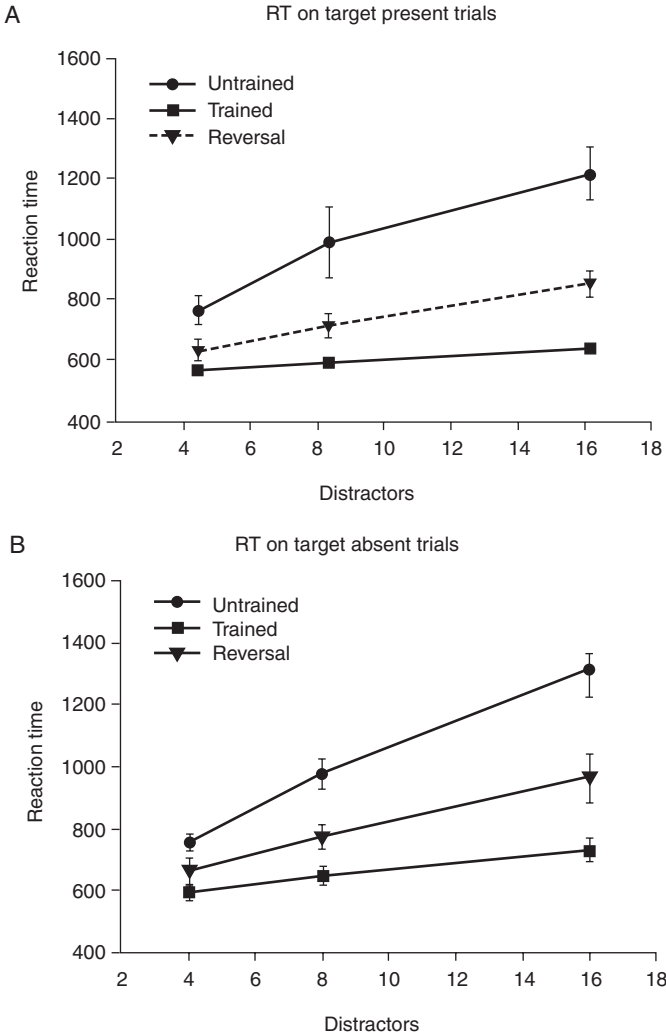 A
RT on target present trials
1600
1400
1200
1000
800
600
400
Reaction time
Untrained
Trained
Reversal
2 4 6 8 10 12 14 16 18
Distractors
B
RT on target absent trials
1600
1400
1200
1000
800
600
400
Reaction time
Untrained
Trained
Reversal
2 4 6 8 10 12 14 16 18
Distractors